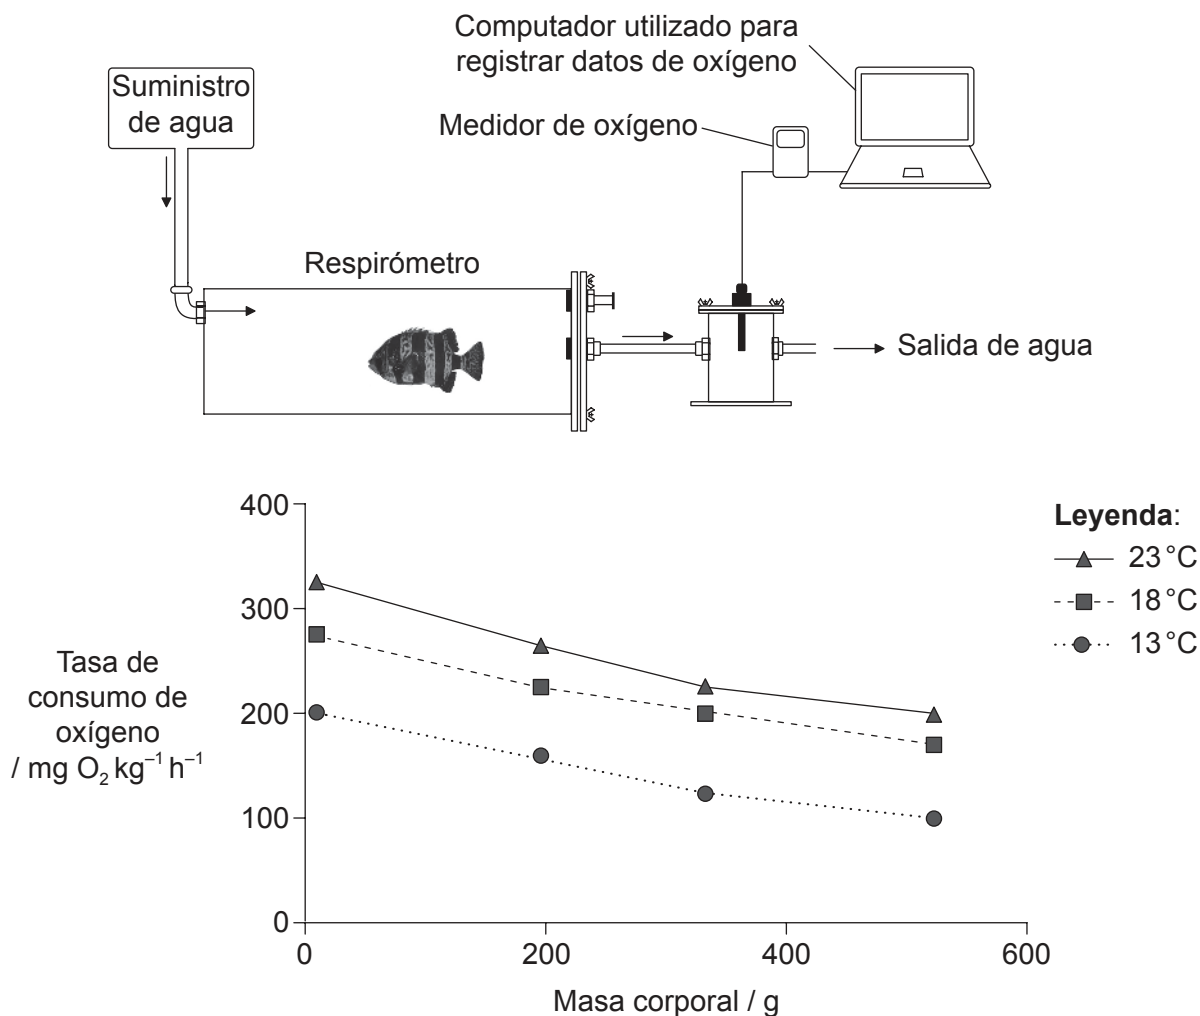 Computador utilizado para
registrar datos de oxígeno
Suministro
de agua
Medidor de oxígeno
Respirómetro
Salida de agua
400
300
200
100
0
Tasa de
consumo de
oxígeno
/ mg O₂ kg⁻¹ h⁻¹
0
200
400
600
Masa corporal / g
Leyenda:
23 °C
18 °C
13 °C